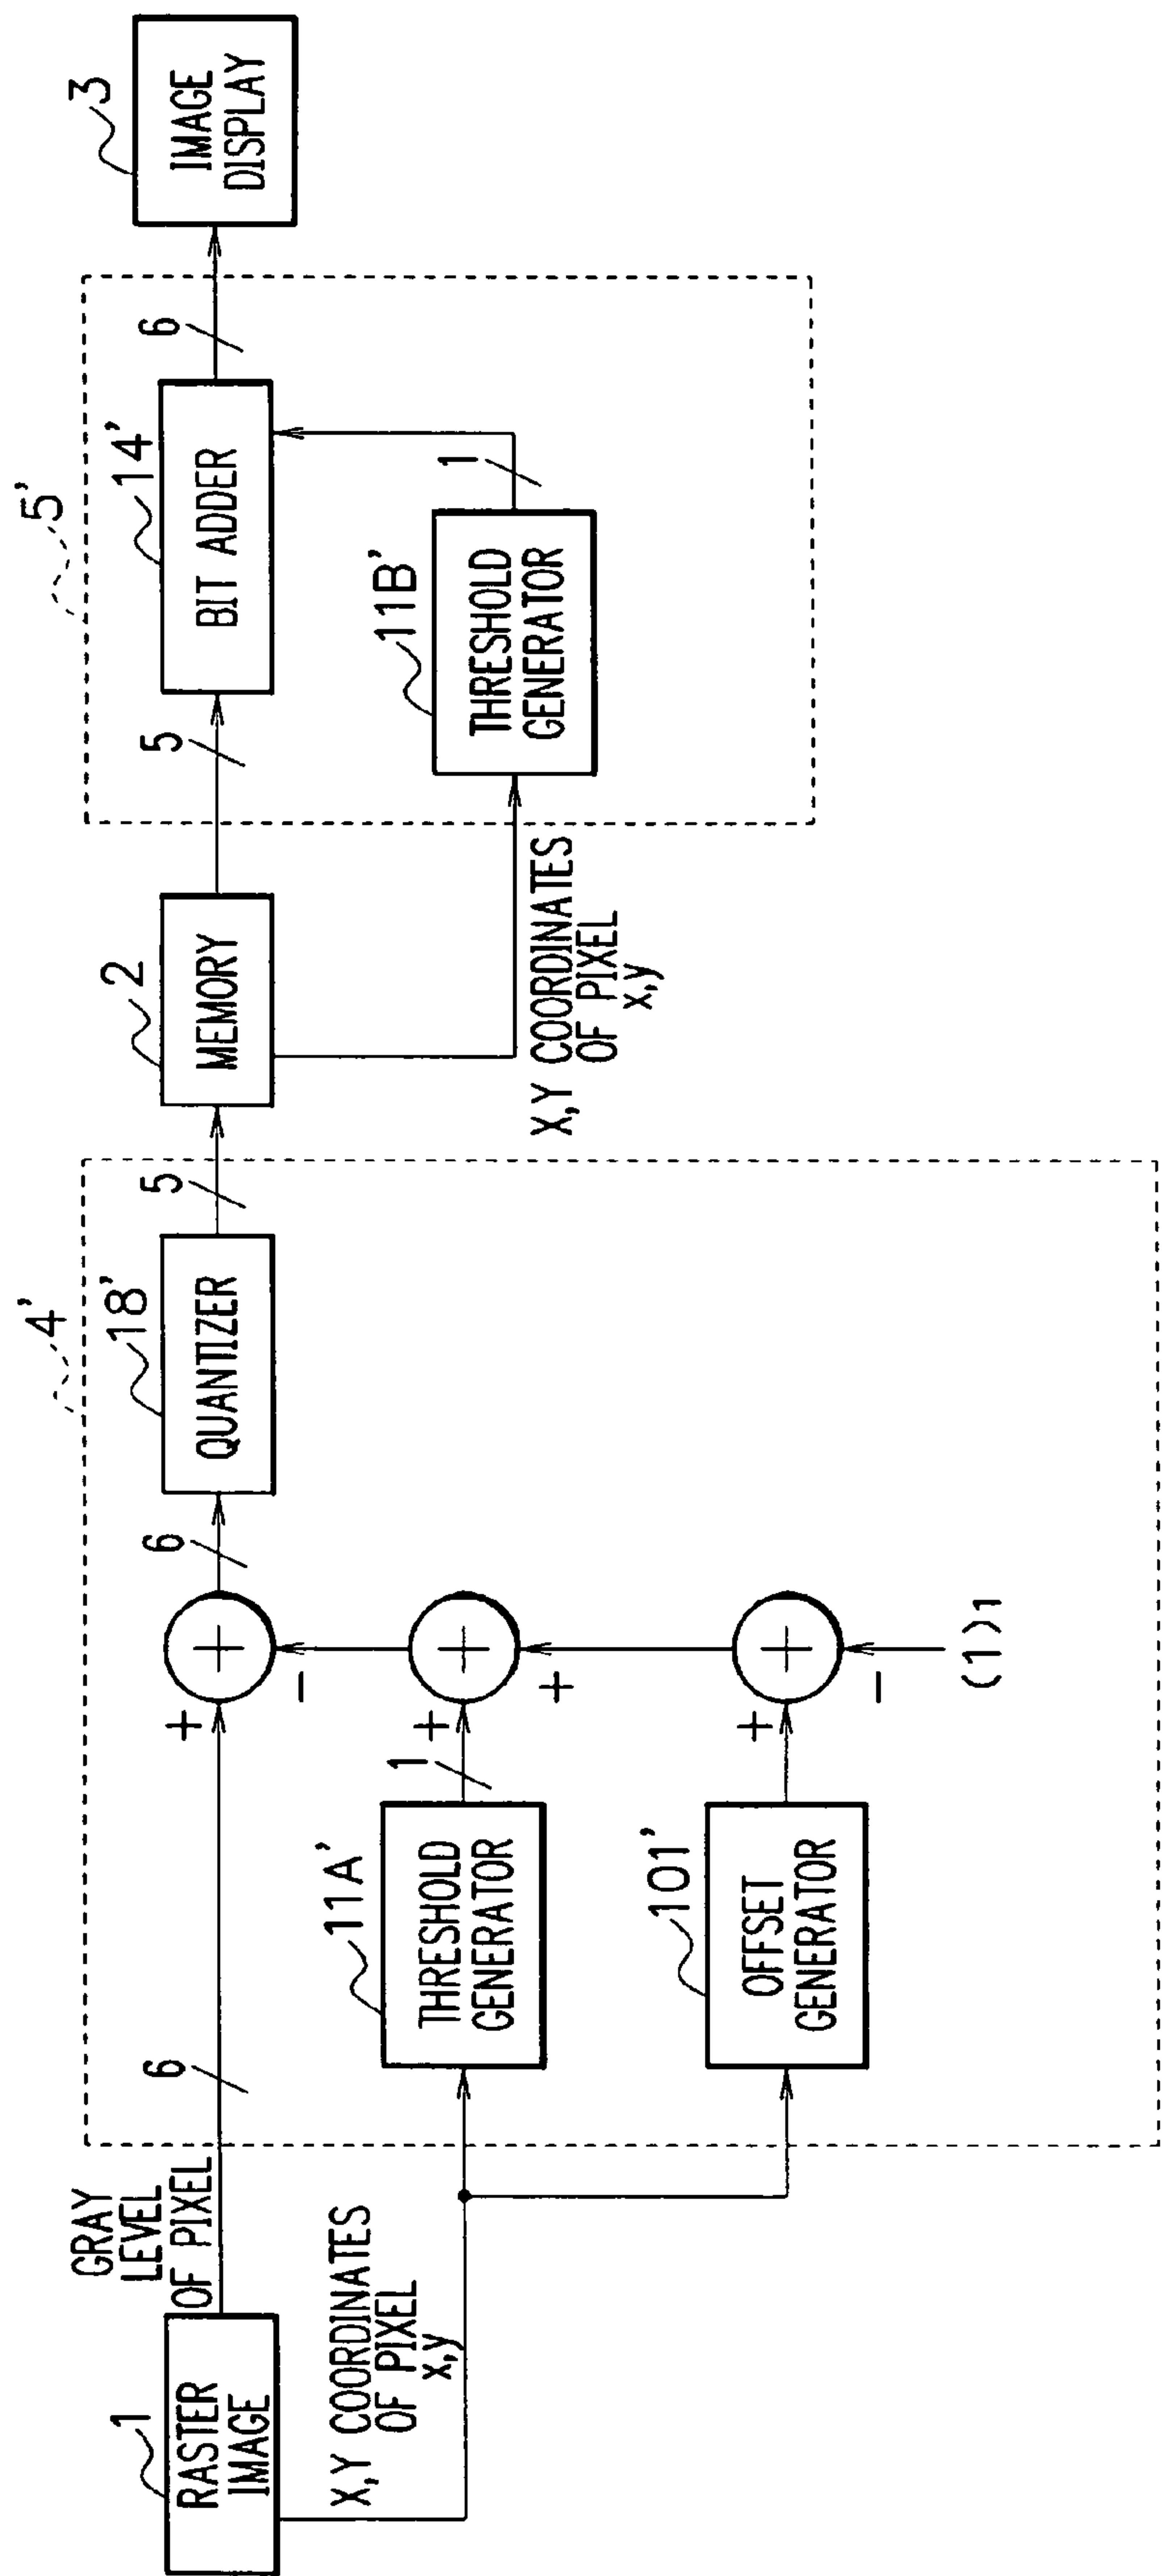 1
RASTER
IMAGE
GRAY
LEVEL
OF PIXEL
X,Y COORDINATES
OF PIXEL
x,y
4'
6
+
-
6
18'
QUANTIZER
5
11A'
THRESHOLD
GENERATOR
1
+
+
101'
OFFSET
GENERATOR
+
-
(1)1
2
MEMORY
X,Y COORDINATES
OF PIXEL
x,y
5'
5
14'
BIT ADDER
6
11B'
THRESHOLD
GENERATOR
1
3
IMAGE
DISPLAY